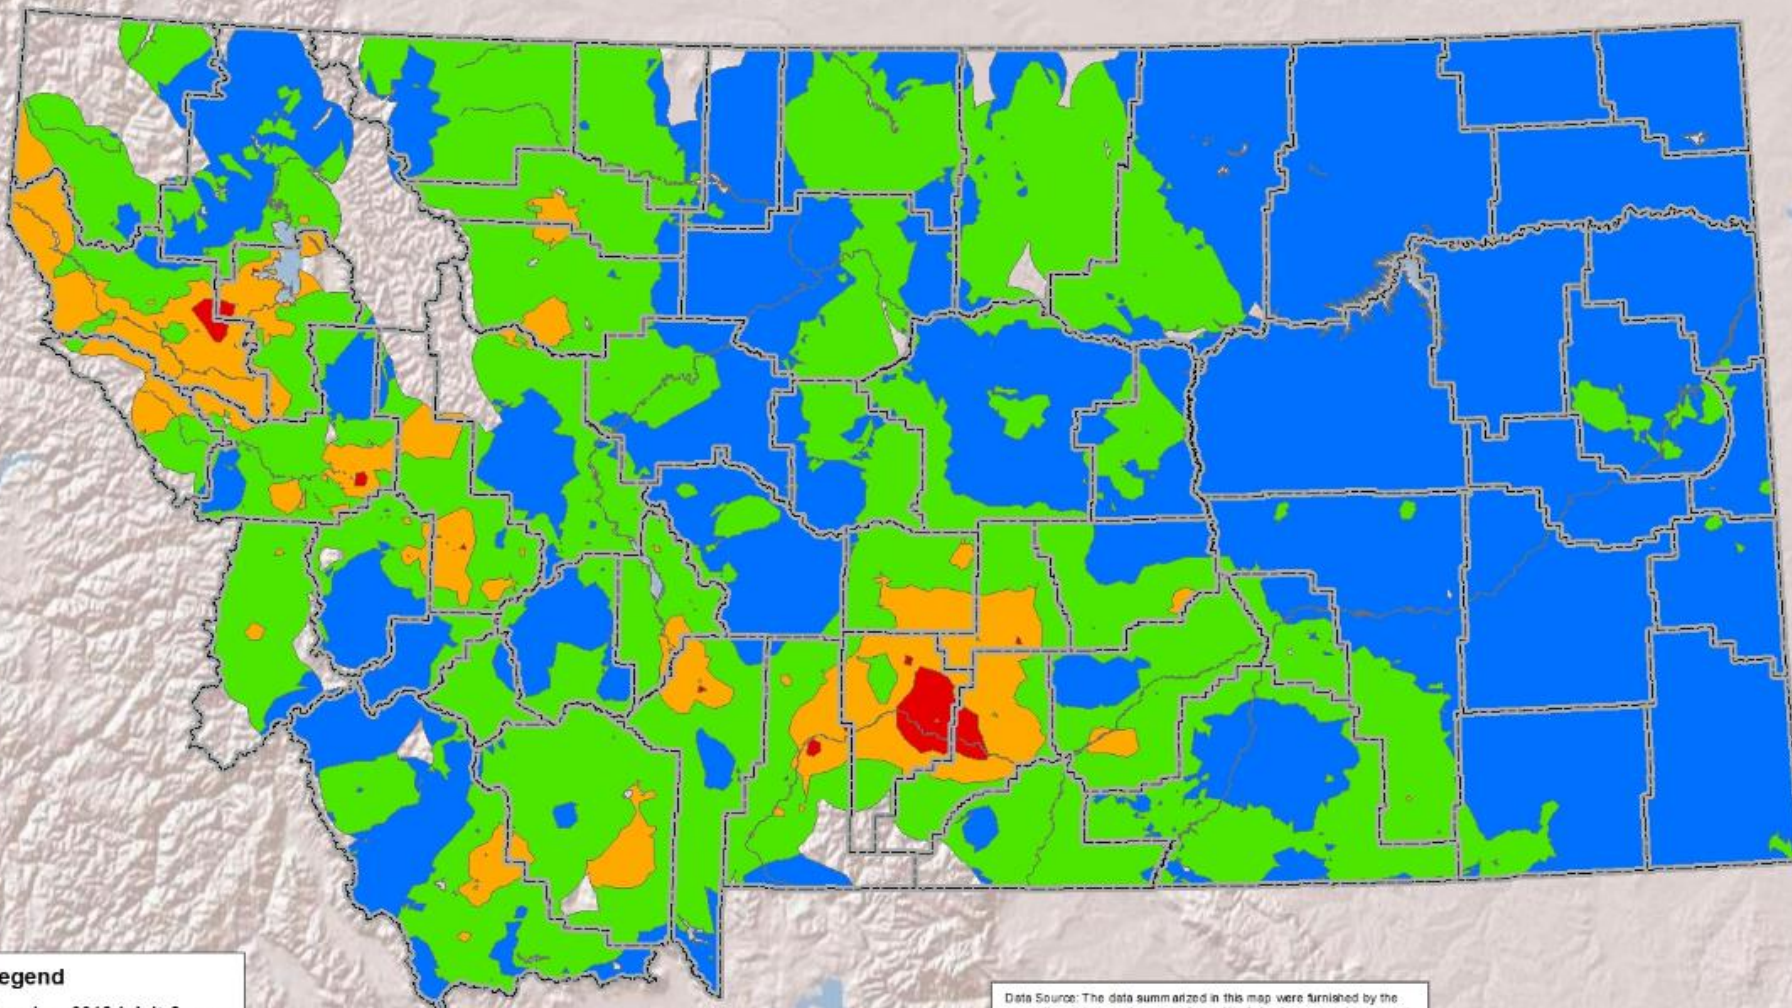 egend
Data Source: The data summarized in this map were furnished by the